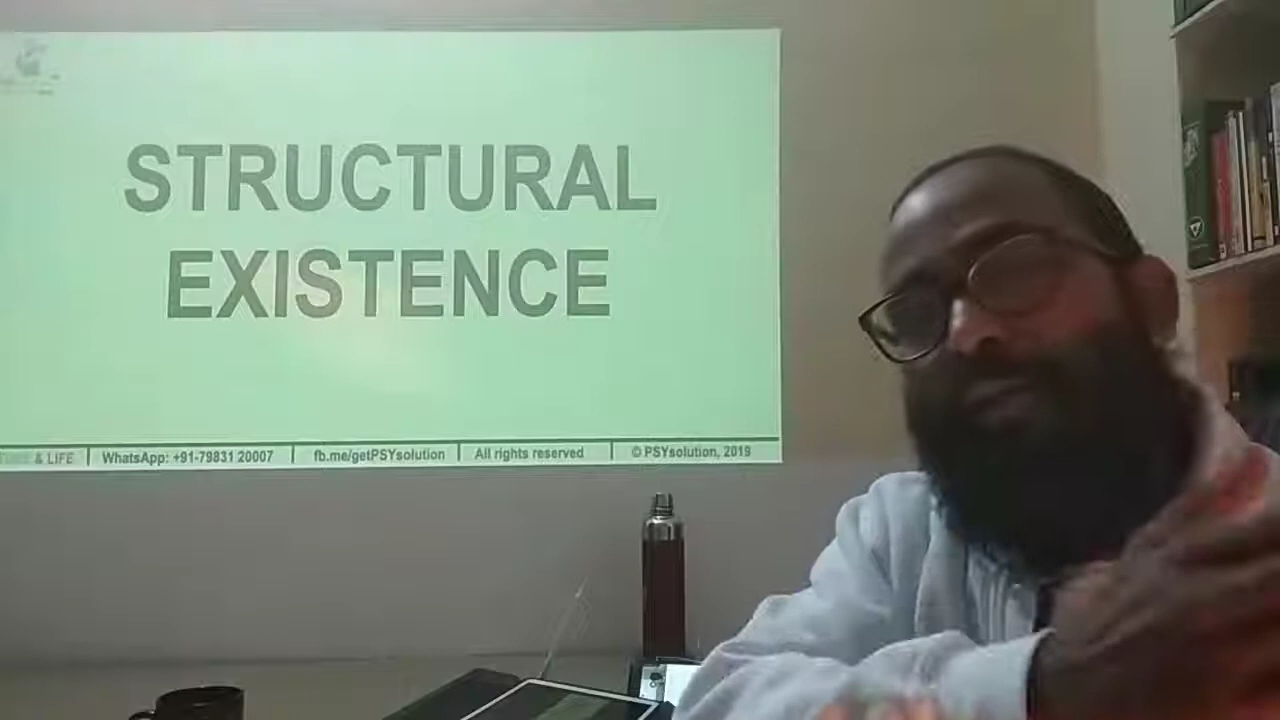 STRUCTURAL
EXISTENCE
& LIFE | WhatsApp: +91-79831 20007 | fb.me/getPSYsolution | All rights reserved | © PSYsolution, 2019